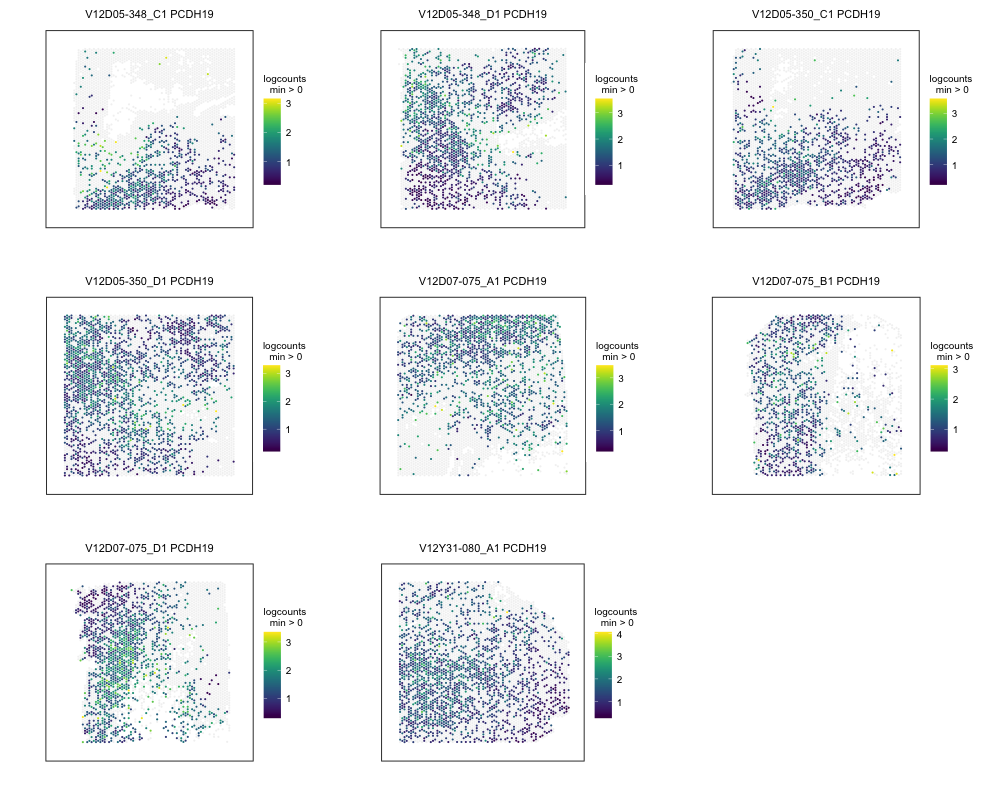 V12D05-348_C1 PCDH19
logcounts
min > 0
3
2
1
V12D05-348_D1 PCDH19
logcounts
min > 0
3
2
1
V12D05-350_C1 PCDH19
logcounts
min > 0
3
2
1
V12D05-350_D1 PCDH19
logcounts
min > 0
3
2
1
V12D07-075_A1 PCDH19
logcounts
min > 0
3
2
1
V12D07-075_B1 PCDH19
logcounts
min > 0
3
2
1
V12D07-075_D1 PCDH19
logcounts
min > 0
3
2
1
V12Y31-080_A1 PCDH19
logcounts
min > 0
4
3
2
1